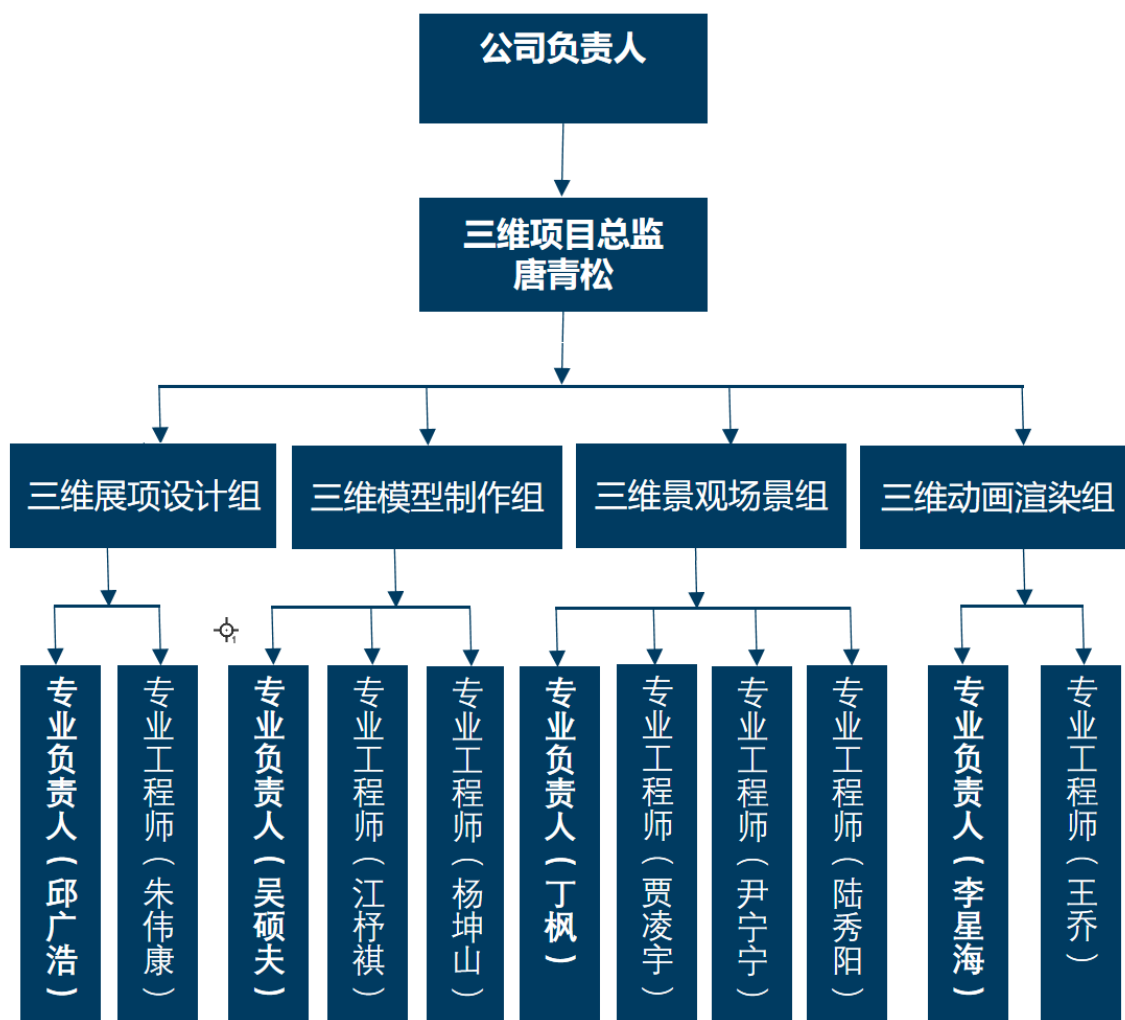 公司负责人
三维项目总监
唐青松
三维展项设计组
三维模型制作组
三维景观场景组
三维动画渲染组
专业负责人（邱广浩）
专业工程师（朱伟康）
专业负责人（吴硕夫）
专业工程师（江杍祺）
专业工程师（杨坤山）
专业负责人（丁枫）
专业工程师（贾凌宇）
专业工程师（尹宁宁）
专业工程师（陆秀阳）
专业负责人（李星海）
专业工程师（王乔）
1